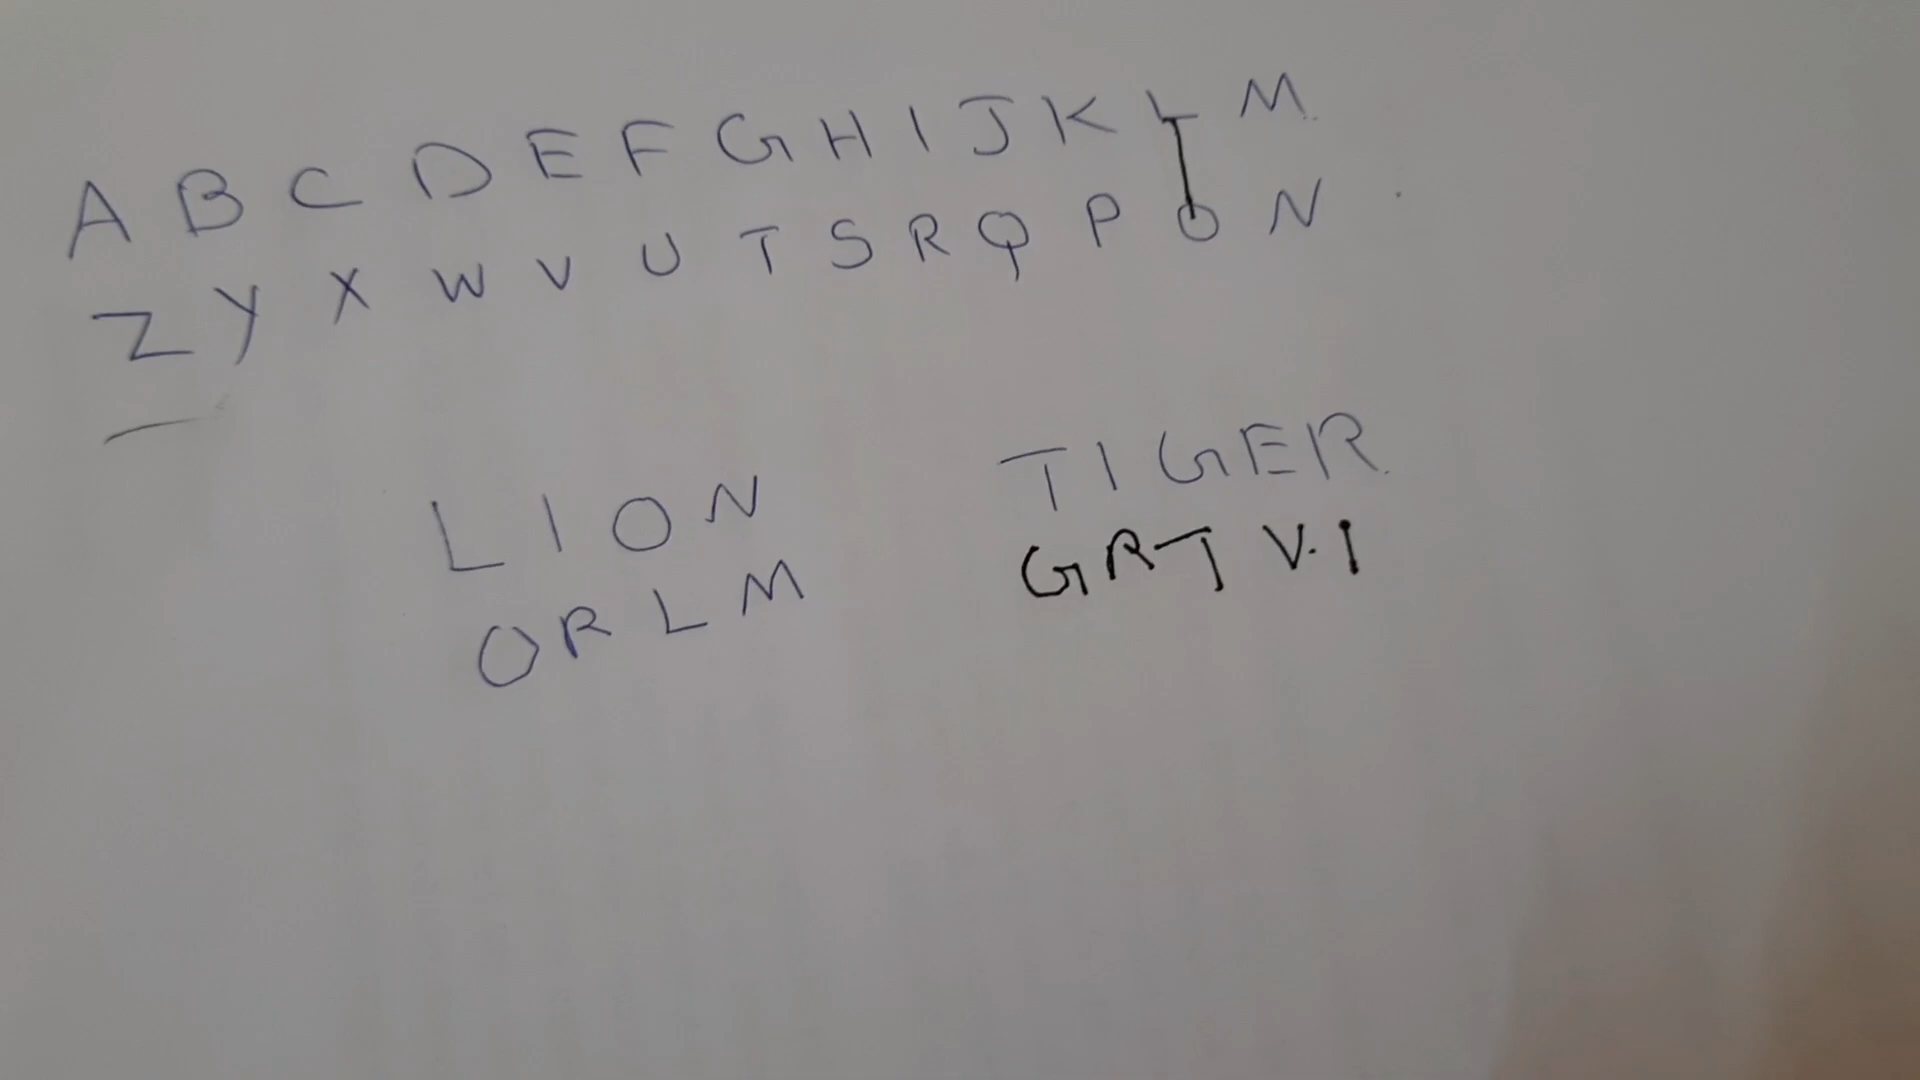 A B C D E F G H I J K L M
Z Y X W V U T S R Q P O N
LION
ORLM
TIGER
GRTVI